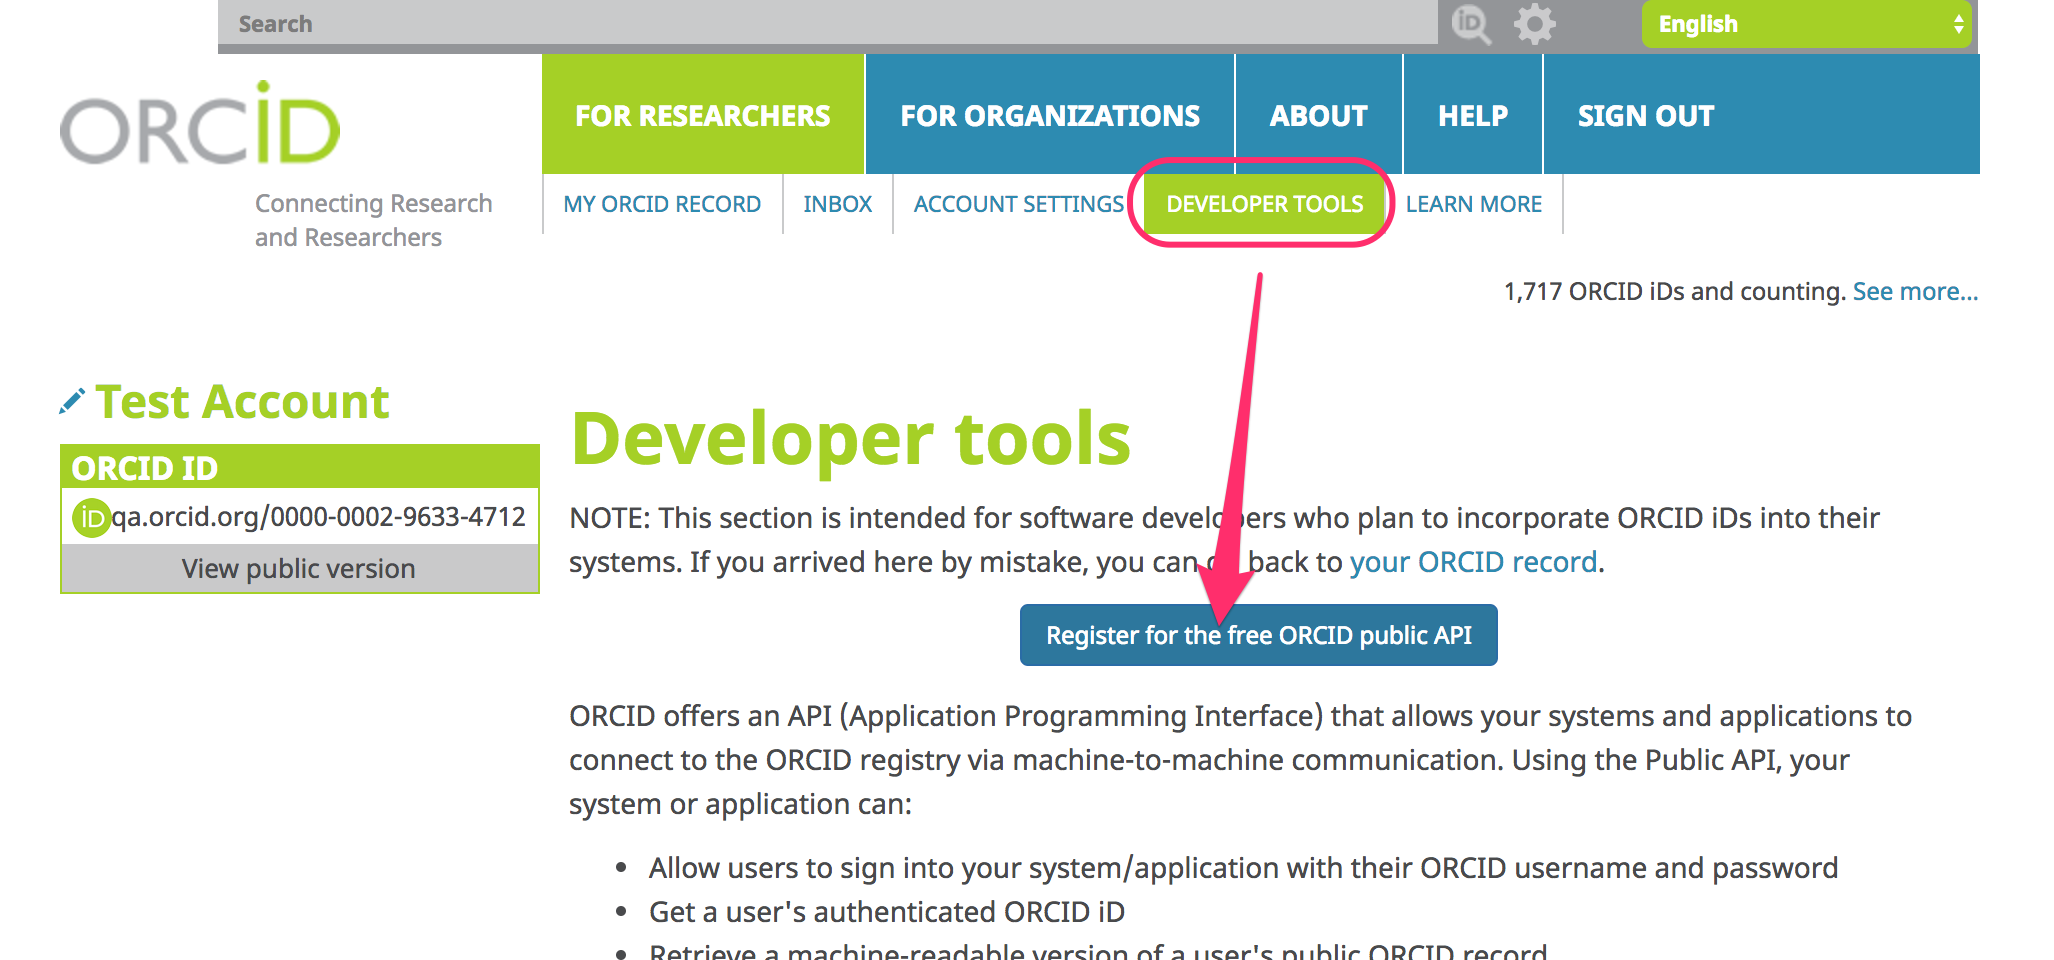 Search
English
ORCID
Connecting Research
and Researchers
FOR RESEARCHERS
FOR ORGANIZATIONS
ABOUT
HELP
SIGN OUT
MY ORCID RECORD
INBOX
ACCOUNT SETTINGS
DEVELOPER TOOLS
LEARN MORE
1,717 ORCID iDs and counting. See more...
Test Account
ORCID ID
iD qa.orcid.org/0000-0002-9633-4712
View public version
Developer tools
NOTE: This section is intended for software developers who plan to incorporate ORCID iDs into their
systems. If you arrived here by mistake, you can back to your ORCID record.
Register for the free ORCID public API
ORCID offers an API (Application Programming Interface) that allows your systems and applications to
connect to the ORCID registry via machine-to-machine communication. Using the Public API, your
system or application can:
• Allow users to sign into your system/application with their ORCID username and password
• Get a user's authenticated ORCID iD
• Retrieve a machine-readable version of a user's public ORCID record